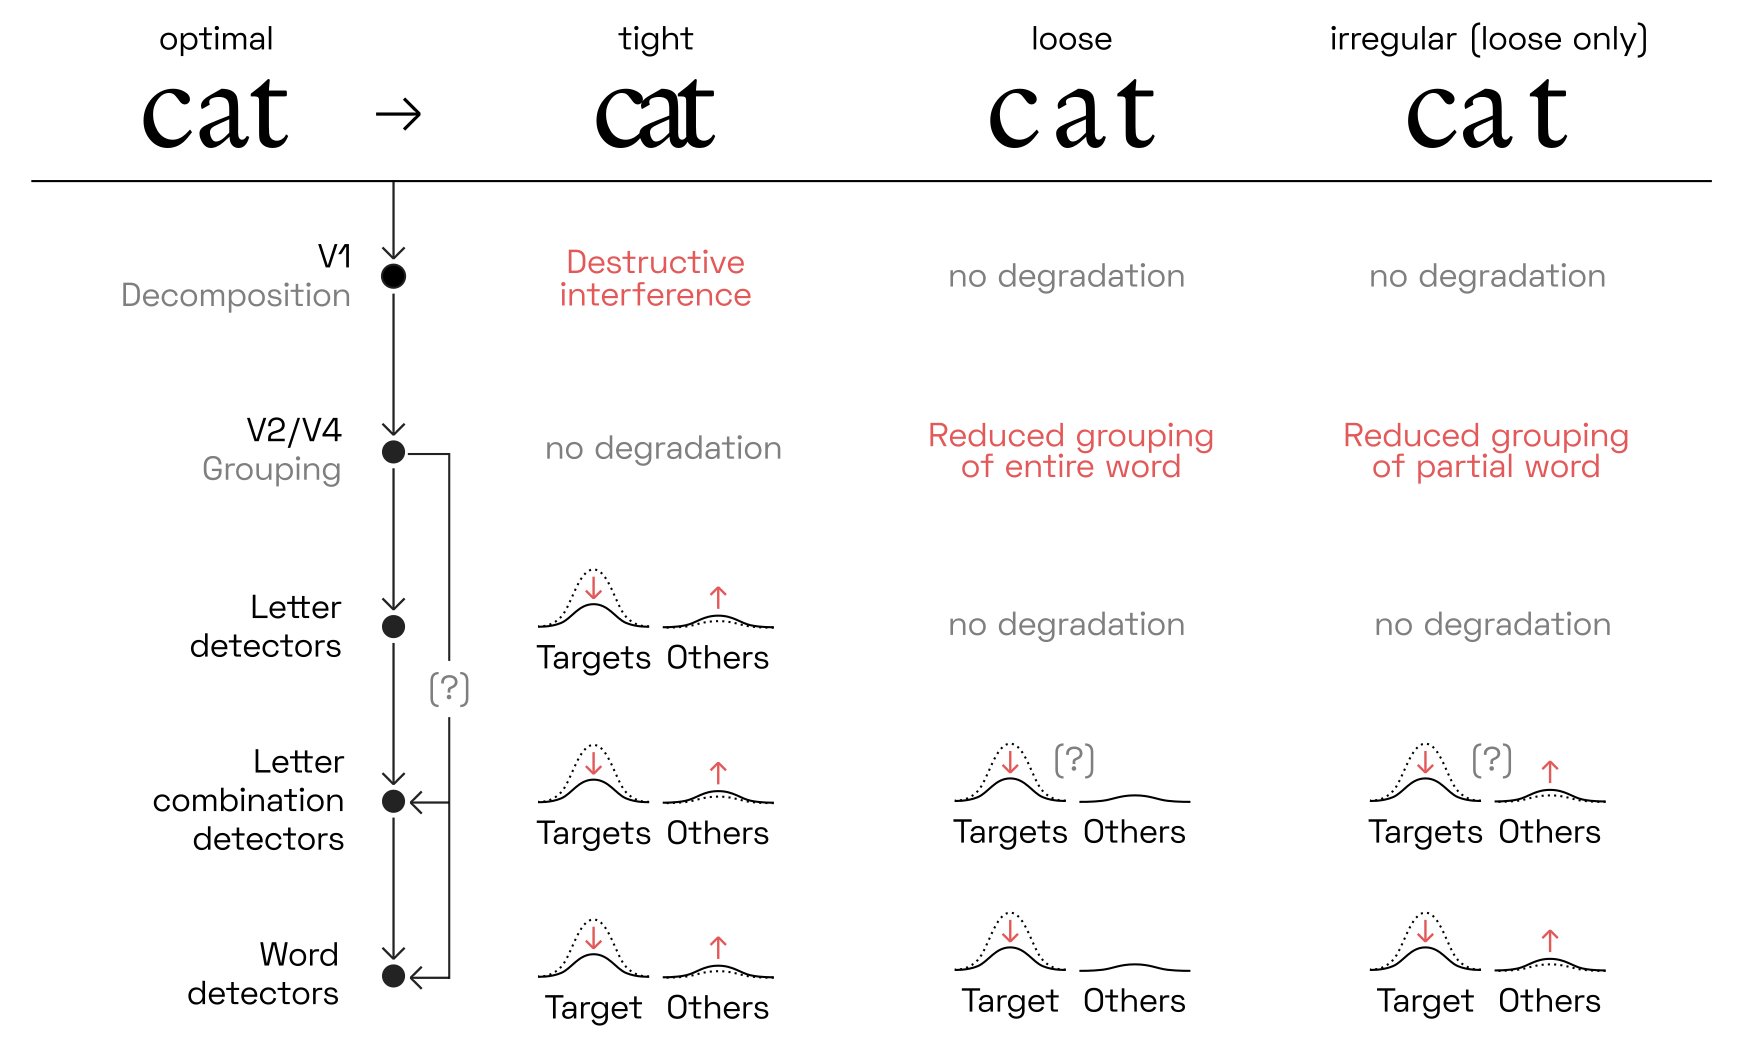 optimal tight loose irregular (loose only)
cat → cat cat cat
V1
Decomposition
Destructive
interference
no degradation
no degradation
V2/V4
Grouping
no degradation
Reduced grouping
of entire word
Reduced grouping
of partial word
Letter
detectors
Targets Others
no degradation
no degradation
(?)
Letter
combination
detectors
Targets Others
(?)
Targets Others
(?)
Targets Others
Word
detectors
Target Others
Target Others
Target Others